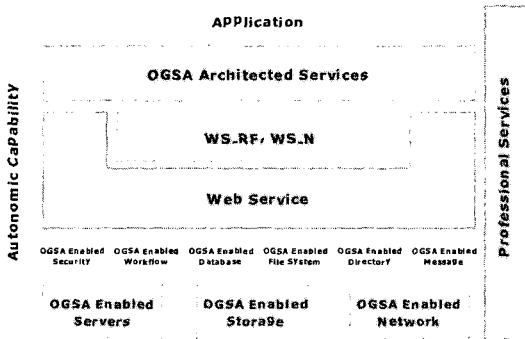 APPlication
OGSA Architected Services
WS-RF, WS-N
Web Service
Autonomic CaPability
Professional Services
OGSA Enabled Security
OGSA Enabled Workflow
OGSA Enabled Database
OGSA Enabled File SYstem
OGSA Enabled Directory
OGSA Enabled Message
OGSA Enabled Servers
OGSA Enabled Storage
OGSA Enabled Network